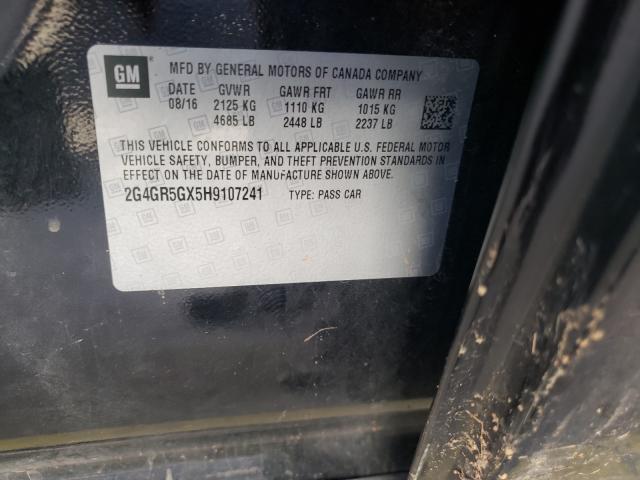 GM
MFD BY GENERAL MOTORS OF CANADA COMPANY
DATE GVWR GAWR FRT GAWR RR
08/16 2125 KG 1110 KG 1015 KG
4685 LB 2448 LB 2237 LB
THIS VEHICLE CONFORMS TO ALL APPLICABLE U.S. FEDERAL MOTOR
VEHICLE SAFETY, BUMPER, AND THEFT PREVENTION STANDARDS IN
EFFECT ON THE DATE OF MANUFACTURE SHOWN ABOVE.
2G4GR5GX5H9107241 TYPE: PASS CAR